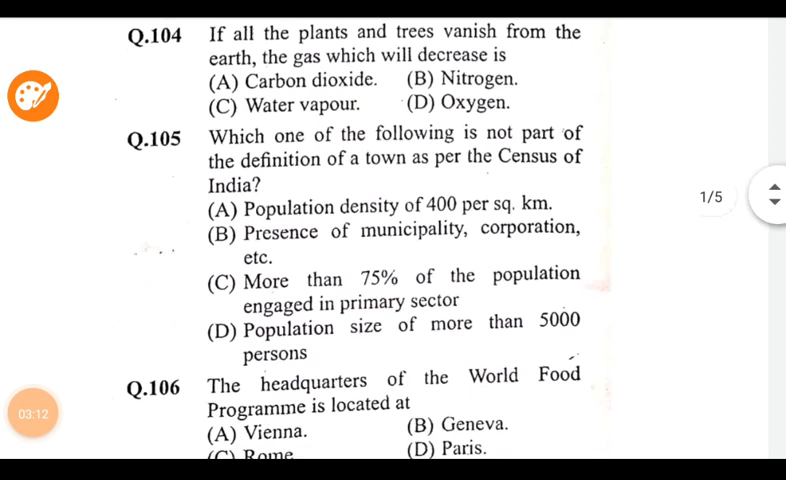 Q.104 If all the plants and trees vanish from the
earth, the gas which will decrease is
(A) Carbon dioxide. (B) Nitrogen.
(C) Water vapour. (D) Oxygen.
Q.105 Which one of the following is not part of
the definition of a town as per the Census of
India?
(A) Population density of 400 per sq. km.
(B) Presence of municipality, corporation,
etc.
(C) More than 75% of the population
engaged in primary sector
(D) Population size of more than 5000
persons
Q.106 The headquarters of the World Food
Programme is located at
(A) Vienna. (B) Geneva.
(C) Rome (D) Paris.
1/5
03:12